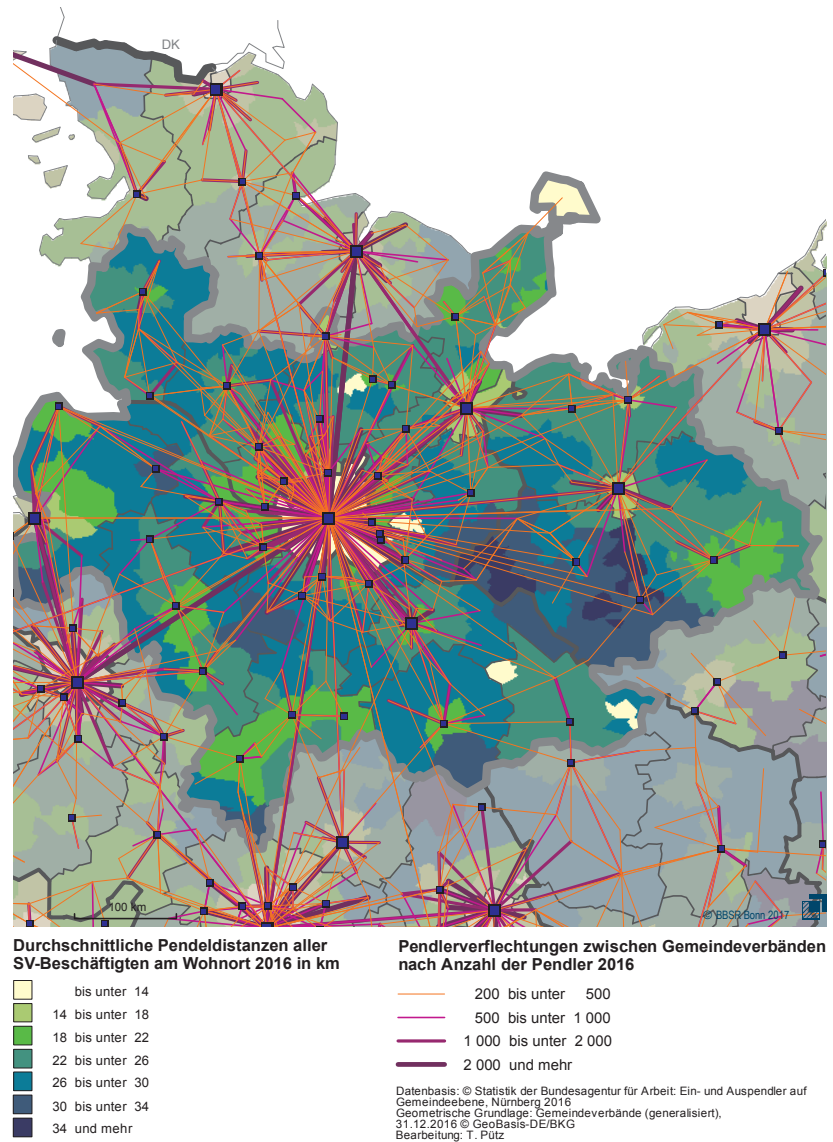 DK
100 km
© BBSR Bonn 2017
Durchschnittliche Pendeldistanzen aller
SV-Beschäftigten am Wohnort 2016 in km
bis unter 14
14 bis unter 18
18 bis unter 22
22 bis unter 26
26 bis unter 30
30 bis unter 34
34 und mehr
Pendlerverflechtungen zwischen Gemeindeverbänden
nach Anzahl der Pendler 2016
200 bis unter 500
500 bis unter 1 000
1 000 bis unter 2 000
2 000 und mehr
Datenbasis: © Statistik der Bundesagentur für Arbeit: Ein- und Auspendler auf
Gemeindeebene, Nürnberg 2016
Geometrische Grundlage: Gemeindeverbände (generalisiert),
31.12.2016 © GeoBasis-DE/BKG
Bearbeitung: T. Pütz